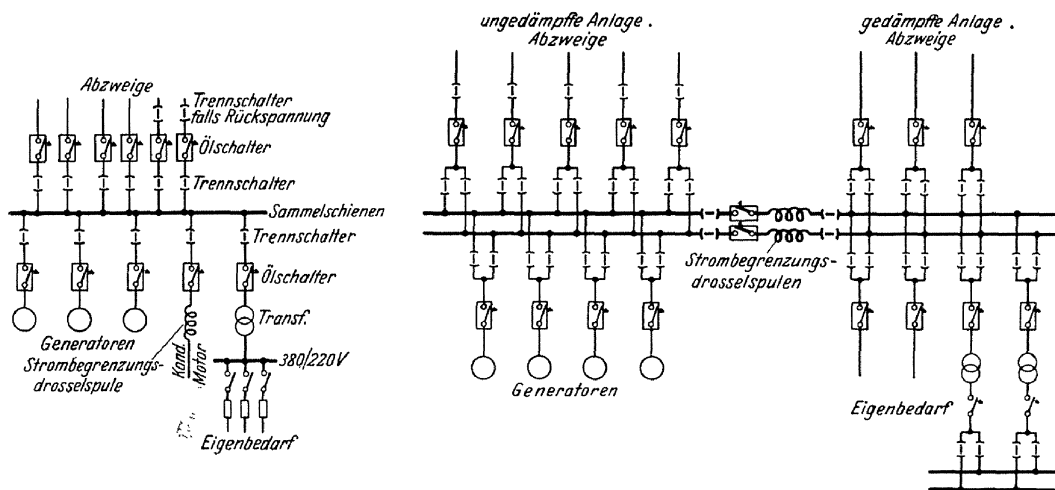 Abzweige
Trennschalter
falls Rückspannung
Ölschalter
Trennschalter
Sammelschienen
Trennschalter
Ölschalter
Transf.
Generatoren
Strombegrenzungs-
drosselspule
Kond.
Motor
380/220V
Eigenbedarf
ungedämpfte Anlage.
Abzweige
Generatoren
Strombegrenzungs-
drosselspulen
gedämpfte Anlage.
Abzweige
Eigenbedarf